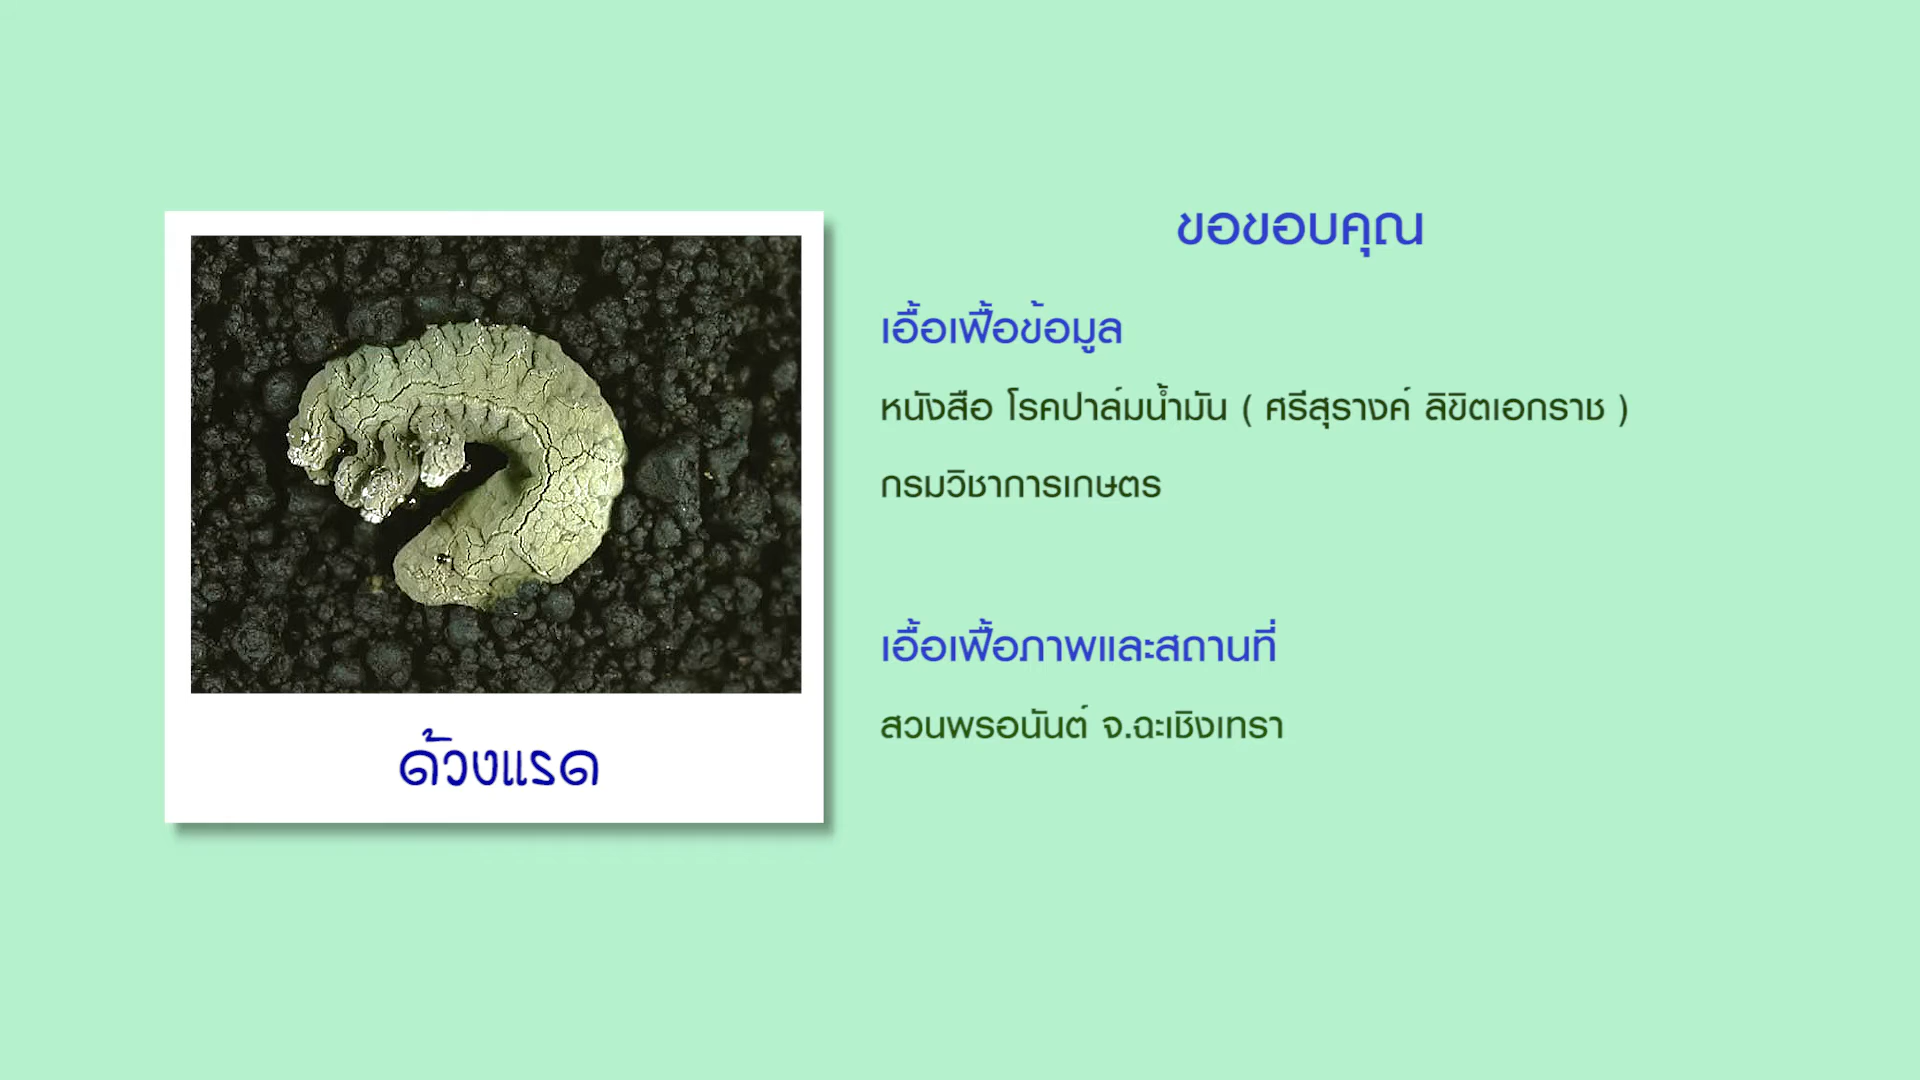 ด้วงแรด
ขอขอบคุณ
เอื้อเฟื้อข้อมูล
หนังสือ โรคปาล์มน้ำมัน ( ศรีสุรางค์ ลิขิตเอกราช )
กรมวิชาการเกษตร
เอื้อเฟื้อภาพและสถานที่
สวนพรอนันต์ จ.ฉะเชิงเทรา